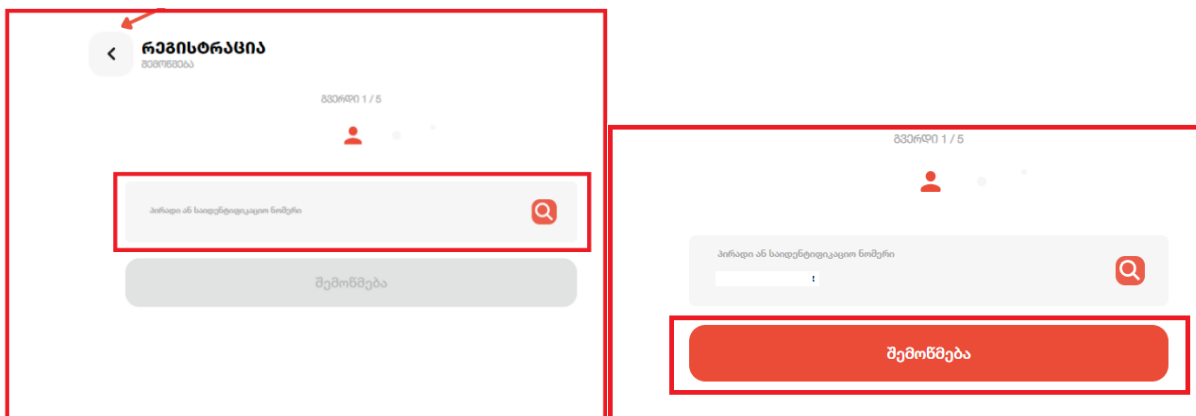 ᲠᲔᲒᲘᲡᲢᲠᲐᲪᲘᲐ
ᲨᲔᲛᲝᲬᲛᲔᲑᲐ
ᲒᲕᲔᲠᲓᲘ 1 / 5
პირადი ან საიდენტიფიკაციო ნომერი
შემოწმება
ᲒᲕᲔᲠᲓᲘ 1 / 5
პირადი ან საიდენტიფიკაციო ნომერი
შემოწმება